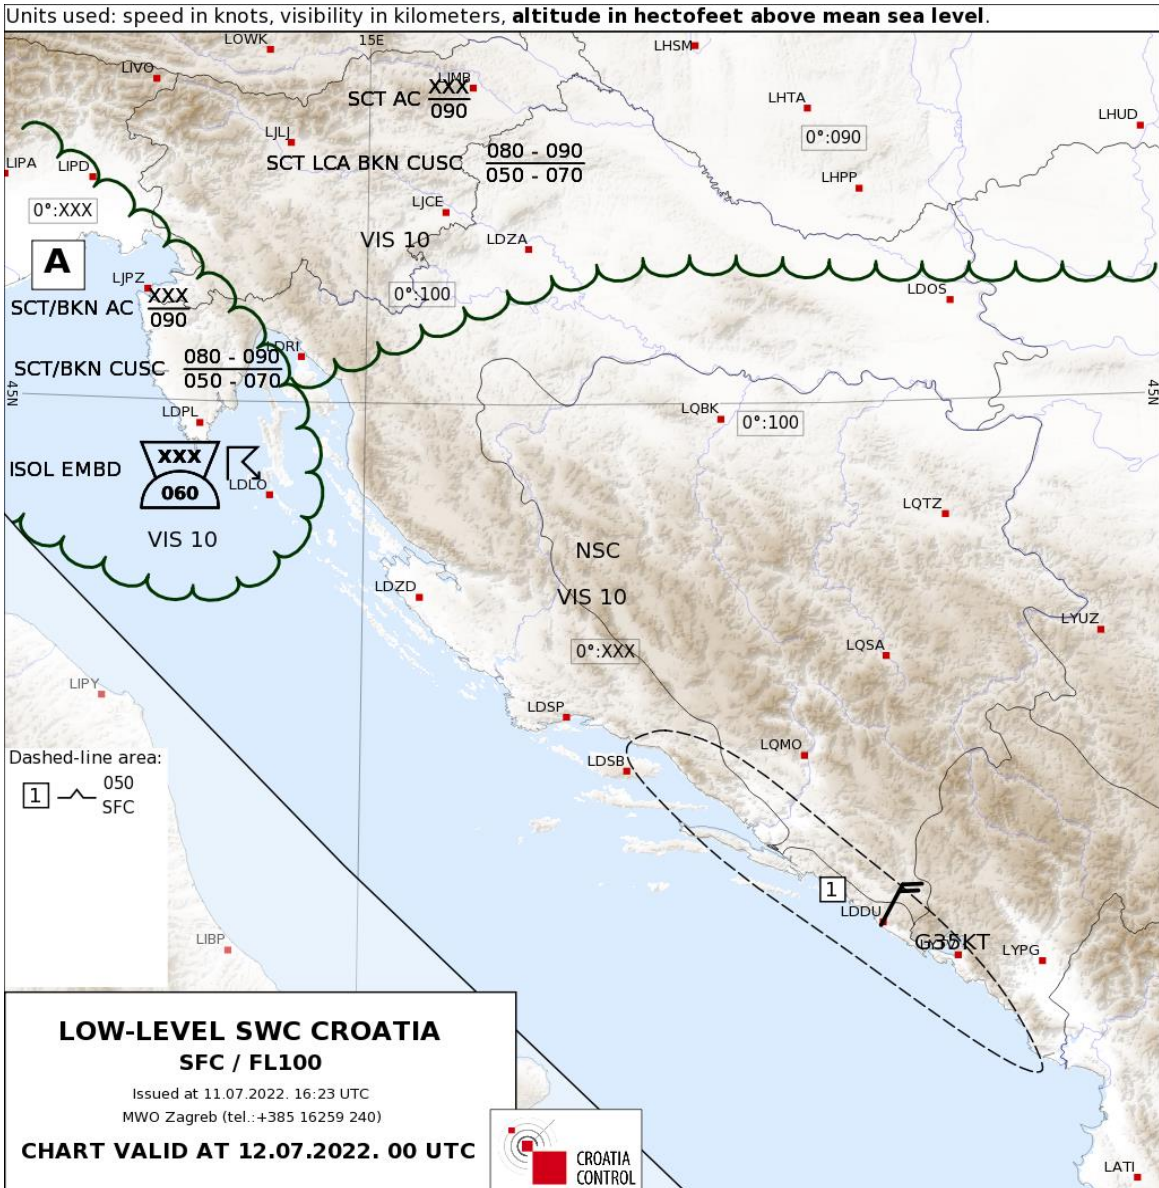 Units used: speed in knots, visibility in kilometers, altitude in hectofeet above mean sea level.
LOWK
15E
LHSM
LIVO
LJMB
SCT AC XXX
090
LHTA
LHUD
0°:090
LJLJ
SCT LCA BKN CUSC 080 - 090
050 - 070
LIPA
LIPD
LHPP
0°:XXX
LJCE
VIS 10
LDZA
A
LJPZ
0°:100
LDOS
SCT/BKN AC XXX
090
LDRI
SCT/BKN CUSC 080 - 090
050 - 070
45N
45N
LDPL
LQBK
0°:100
ISOL EMBD
XXX
060
LDLO
LQTZ
VIS 10
NSC
VIS 10
LDZD
LYUZ
0°:XXX
LQSA
LIPY
LDSP
LQMO
LDSB
Dashed-line area:
1 050
SFC
1
LDDU
G35KT
LYPG
LIBP
LOW-LEVEL SWC CROATIA
SFC / FL100
Issued at 11.07.2022. 16:23 UTC
MWO Zagreb (tel.:+385 16259 240)
CHART VALID AT 12.07.2022. 00 UTC
CROATIA
CONTROL
LATI